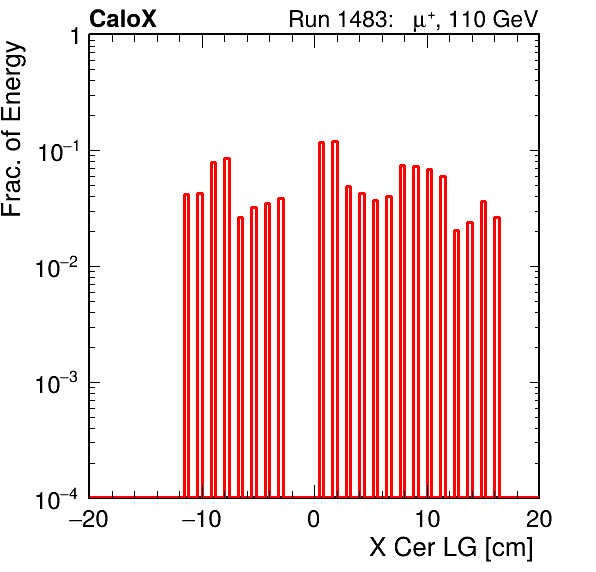 CaloX Run 1483: μ⁺, 110 GeV
Frac. of Energy
1
10⁻¹
10⁻²
10⁻³
10⁻⁴
−20 −10 0 10 20
X Cer LG [cm]